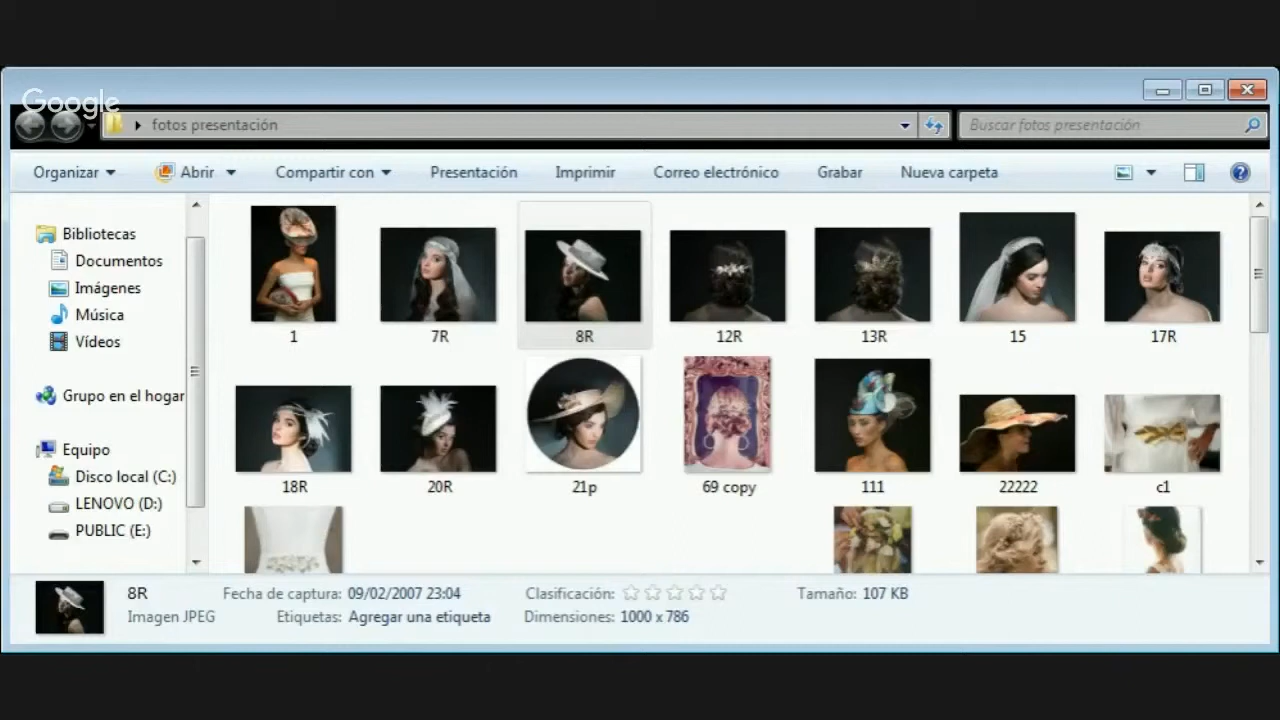 Google
fotos presentación
Buscar fotos presentación
Organizar Abrir Compartir con Presentación Imprimir Correo electrónico Grabar Nueva carpeta
Bibliotecas
Documentos
Imágenes
Música
Vídeos
Grupo en el hogar
Equipo
Disco local (C:)
LENOVO (D:)
PUBLIC (E:)
1 7R 8R 12R 13R 15 17R
18R 20R 21p 69 copy 111 22222 c1
8R Fecha de captura: 09/02/2007 23:04 Clasificación: Tamaño: 107 KB
Imagen JPEG Etiquetas: Agregar una etiqueta Dimensiones: 1000 x 786